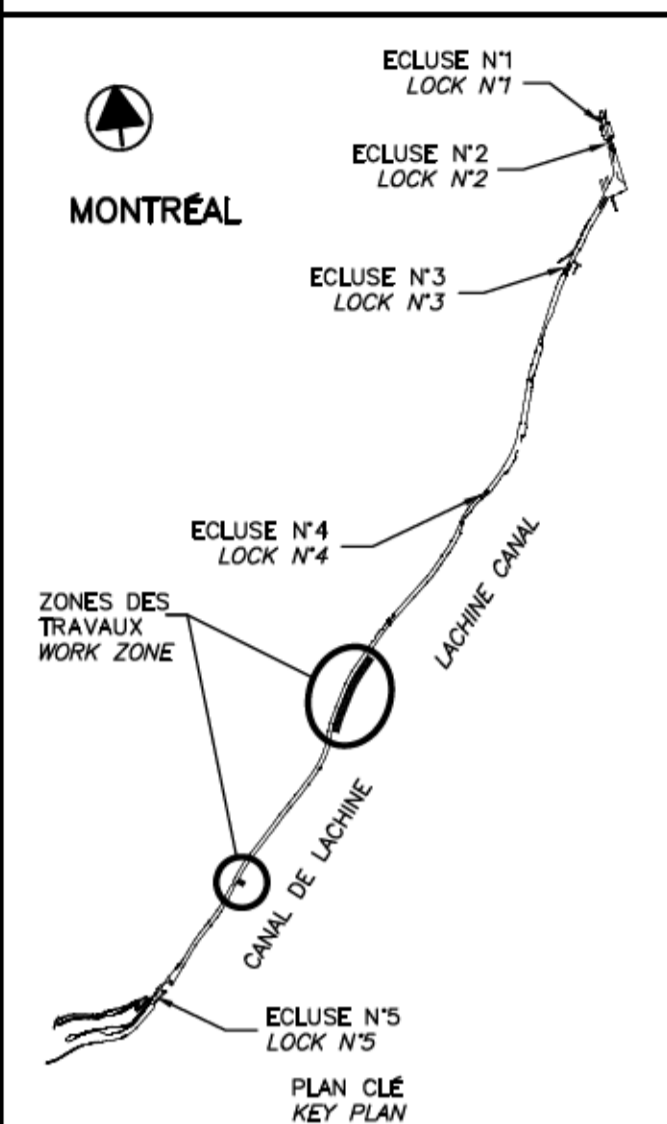 ECLUSE N°1
LOCK N°1
ECLUSE N°2
LOCK N°2
MONTRÉAL
ECLUSE N°3
LOCK N°3
ECLUSE N°4
LOCK N°4
LACHINE CANAL
ZONES DES
TRAVAUX
WORK ZONE
CANAL DE LACHINE
ECLUSE N°5
LOCK N°5
PLAN CLÉ
KEY PLAN